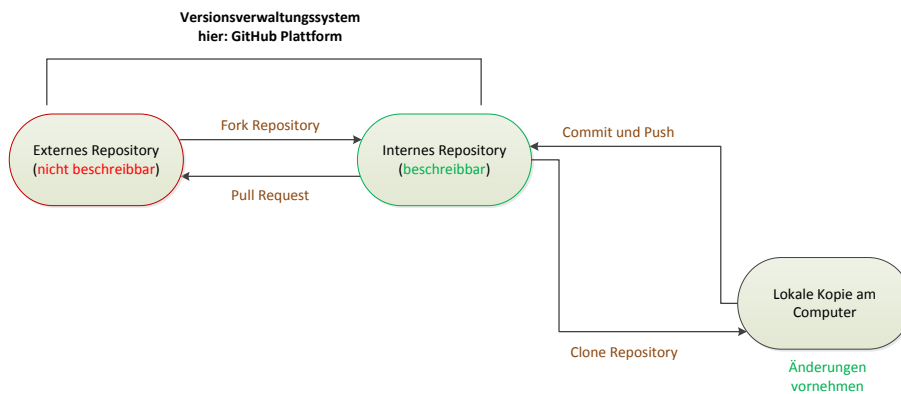 Versionsverwaltungssystem
hier: GitHub Plattform
Fork Repository
Externes Repository
(nicht beschreibbar)
Internes Repository
(beschreibbar)
Commit und Push
Pull Request
Lokale Kopie am
Computer
Clone Repository
Änderungen
vornehmen